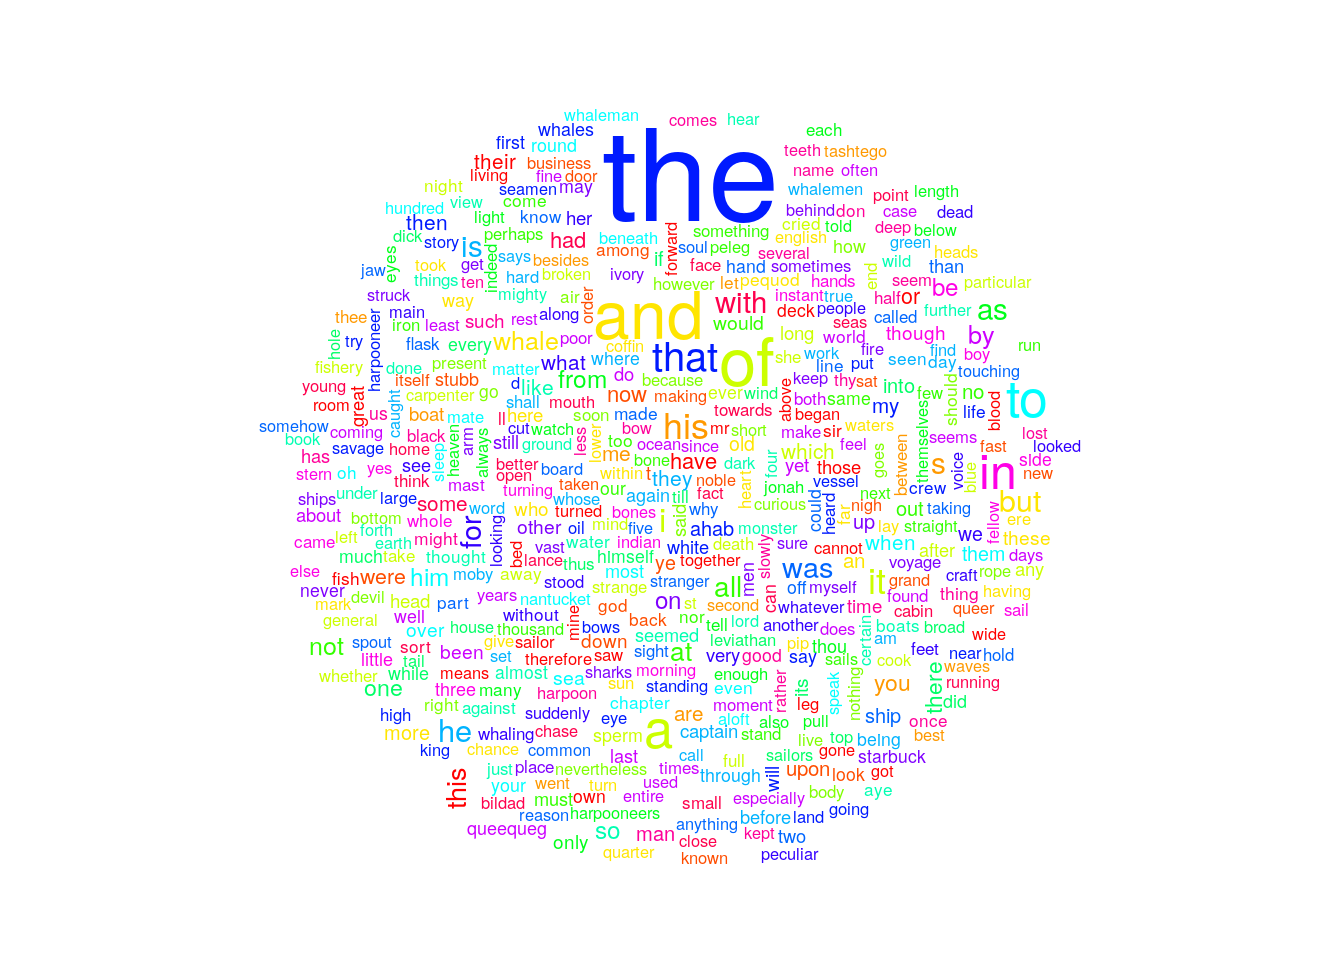 whaleman comes hear
whales each
first round teeth tashtego
their business the
living fine door name often
night seamen may whalemen point length
hundred view come behind don case dead
then light know her something cried told deep below
dick story is perhaps had beneath forward soul peleg english how green
eyes indeed says besides among if face several wild heads
jaw took get hard broken ivory hand sometimes end than
things ten mighty air however let pequod hands seem be particular
struck way order and with instant true half or
thee main iron least such rest along deck people called further as
hole try harpooneer flask every whale poor would long seas though by run
coffin of world fire find boy
fishery done present matter what where that she work line put seen day touching
young itself stubb d like from do because ever wind keep thy sat into few no
room great carpenter go shall mouth now making above both same my should life blood
us caught boat mate ll here soon made towards began themselves
somehow coming black cut watch less lower bow his mr short make sir waters seems fast lost
book home still ground too ocean since old which feel between s looked
has savage sleep heaven arm always me bone have dark four yet those goes voice blue in side
stern oh yes see better open board within t they noble heart jonah vessel next crew new
think mast turning taken our again till fact curious
ships under large some word who whose could heard nigh out taking but
about bottom whole for looking other oil turned bones said why far up lay straight fellow ere
came left forth might bed mind five i ahab monster we these
earth vast water indian white death sure cannot when after them days
else much take thought lance thus himself ye together slowly
fish were him moby away stood most stranger all men was an voyage craft rope any
never devil head part strange off myself it grand thing having
mark years nantucket on st second can whatever time found cabin queer sail
general well without mine god back nor tell lord another does boats broad
not spout over house thousand bows down seemed leviathan pip thou certain am wide
sort give sailor sight at feet near hold
little tail been set therefore saw very good say sails cook
whether while means almost sea sharks morning enough waves
one three many harpoon sun standing even rather its speak nothing you there running
right against chapter moment leg did
high suddenly eye a are aloft also pull ship once
more he whaling chase sperm captain stand live top being best
king chance common last call full sailors gone starbuck
this just place nevertheless times through will upon look got
your went turn used body aye
bildad must own entire small especially going
reason harpooneers anything before land
queequeg so man kept two
only close
quarter known peculiar